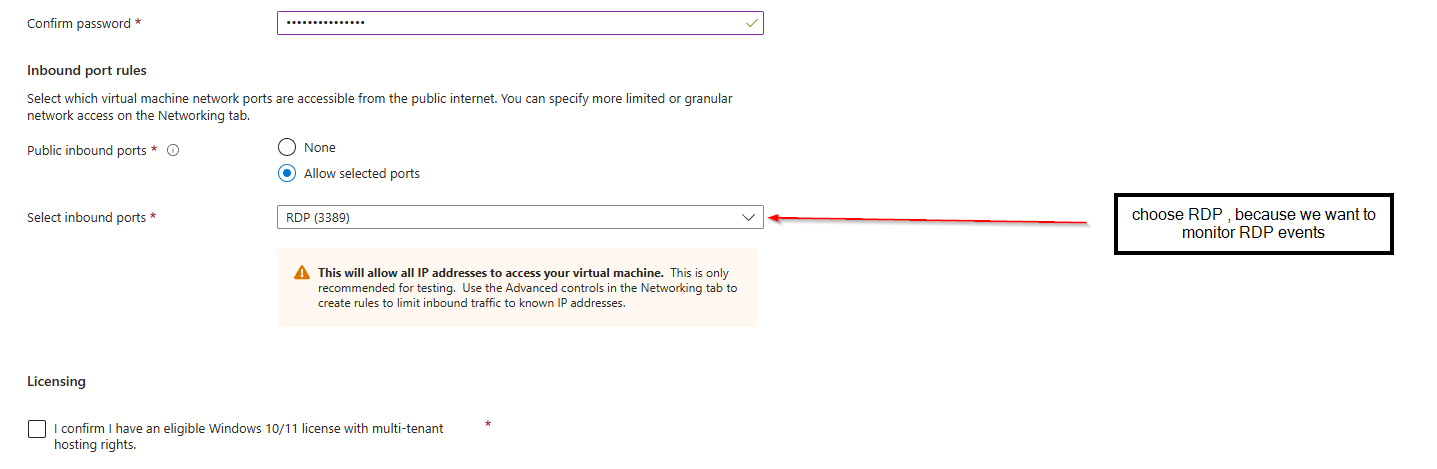 Confirm password *
•••••••••••••••
Inbound port rules
Select which virtual machine network ports are accessible from the public internet. You can specify more limited or granular
network access on the Networking tab.
Public inbound ports *
None
Allow selected ports
Select inbound ports *
RDP (3389)
choose RDP , because we want to
monitor RDP events
This will allow all IP addresses to access your virtual machine. This is only
recommended for testing. Use the Advanced controls in the Networking tab to
create rules to limit inbound traffic to known IP addresses.
Licensing
I confirm I have an eligible Windows 10/11 license with multi-tenant *
hosting rights.